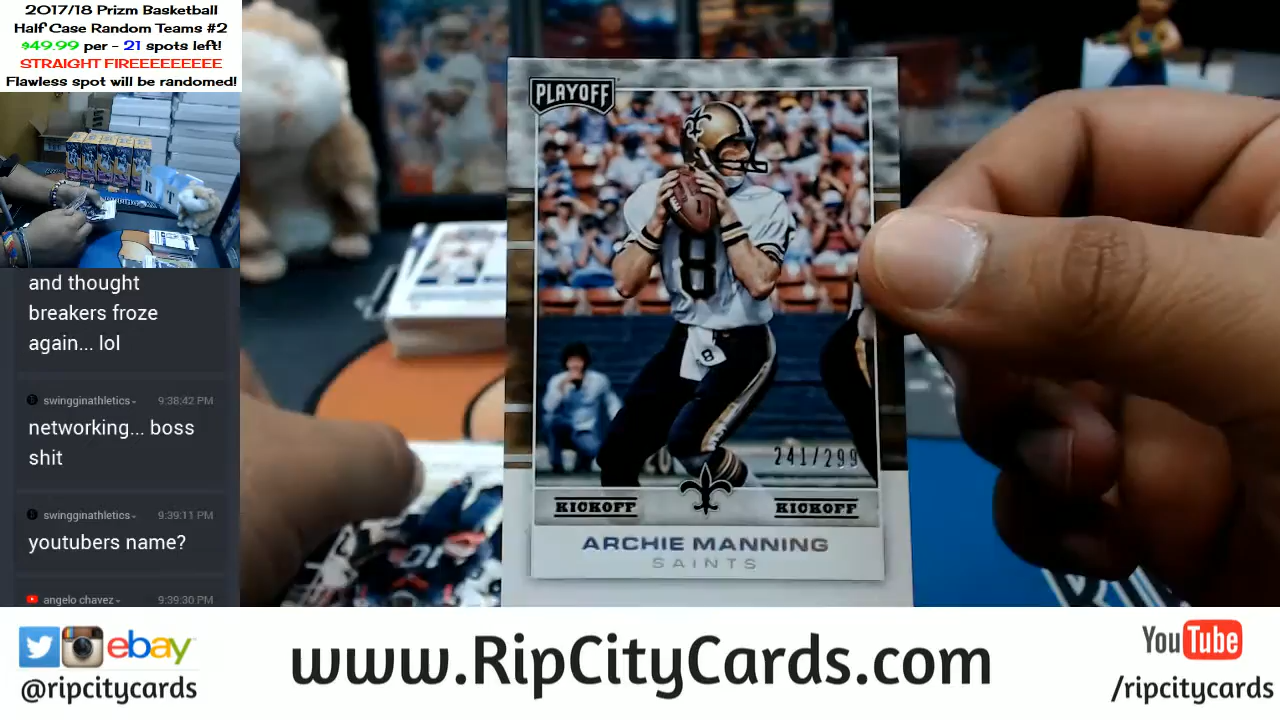 2017/18 Prizm Basketball
Half Case Random Teams #2
$49.99 per - 21 spots left!
STRAIGHT FIREEEEEEEEE
Flawless spot will be randomed!
and thought
breakers froze
again... lol
swingginathletics
9:38:42 PM
networking... boss
shit
swingginathletics
9:39:11 PM
youtubers name?
angelo chavez
9:39:30 PM
PLAYOFF
8
8
241/299
KICKOFF
KICKOFF
ARCHIE MANNING
SAINTS
R T
ebay
@ripcitycards
www.RipCityCards.com
YouTube
/ripcitycards